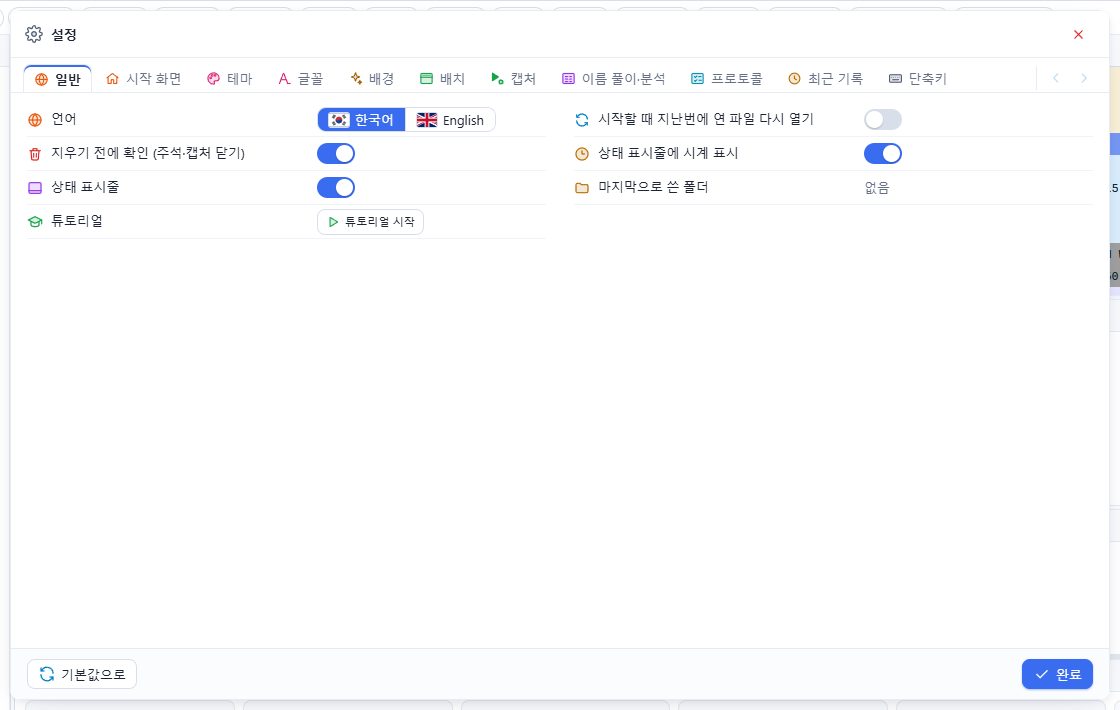 설정
일반 시작 화면 테마 글꼴 배경 배치 캡처 이름 풀이·분석 프로토콜 최근 기록 단축키
언어 한국어 English
시작할 때 지난번에 연 파일 다시 열기
지우기 전에 확인 (주석·캡처 닫기)
상태 표시줄에 시계 표시
상태 표시줄
마지막으로 쓴 폴더 없음
튜토리얼 튜토리얼 시작
기본값으로 완료